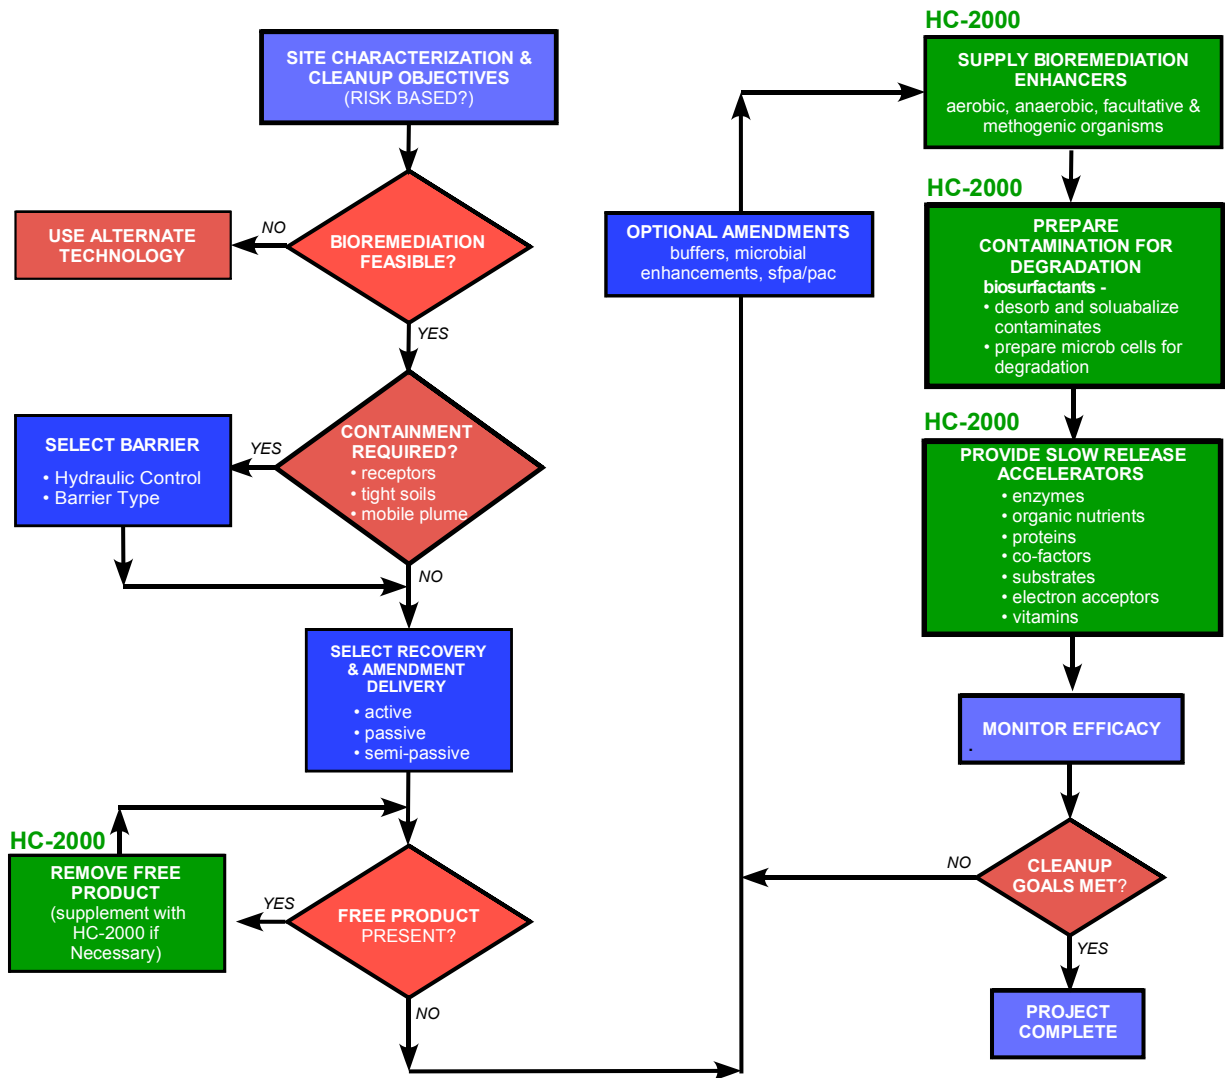 SITE CHARACTERIZATION &
CLEANUP OBJECTIVES
(RISK BASED?)
BIOREMEDIATION
FEASIBLE?
NO
USE ALTERNATE
TECHNOLOGY
YES
CONTAINMENT
REQUIRED?
• receptors
• tight soils
• mobile plume
YES
SELECT BARRIER
• Hydraulic Control
• Barrier Type
NO
SELECT RECOVERY
& AMENDMENT
DELIVERY
• active
• passive
• semi-passive
FREE PRODUCT
PRESENT?
YES
HC-2000
REMOVE FREE
PRODUCT
(supplement with
HC-2000 if
Necessary)
NO
OPTIONAL AMENDMENTS
buffers, microbial
enhancements, sfpa/pac
HC-2000
SUPPLY BIOREMEDIATION
ENHANCERS
aerobic, anaerobic, facultative &
methogenic organisms
HC-2000
PREPARE
CONTAMINATION FOR
DEGRADATION
biosurfactants -
• desorb and soluabalize
contaminates
• prepare microb cells for
degradation
HC-2000
PROVIDE SLOW RELEASE
ACCELERATORS
• enzymes
• organic nutrients
• proteins
• co-factors
• substrates
• electron acceptors
• vitamins
MONITOR EFFICACY
.
CLEANUP
GOALS MET?
NO
YES
PROJECT
COMPLETE